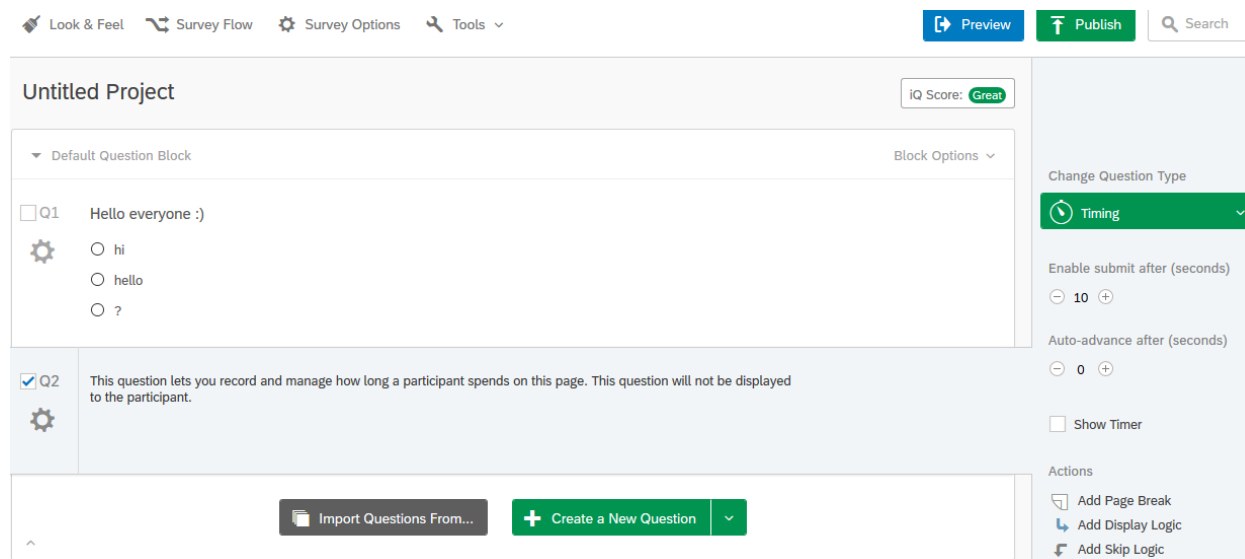 Look & Feel Survey Flow Survey Options Tools Preview Publish Search
Untitled Project
iQ Score: Great
Default Question Block Block Options
Q1 Hello everyone :)
hi
hello
?
Q2 This question lets you record and manage how long a participant spends on this page. This question will not be displayed
to the participant.
Import Questions From... Create a New Question
Change Question Type
Timing
Enable submit after (seconds)
10
Auto-advance after (seconds)
0
Show Timer
Actions
Add Page Break
Add Display Logic
Add Skip Logic